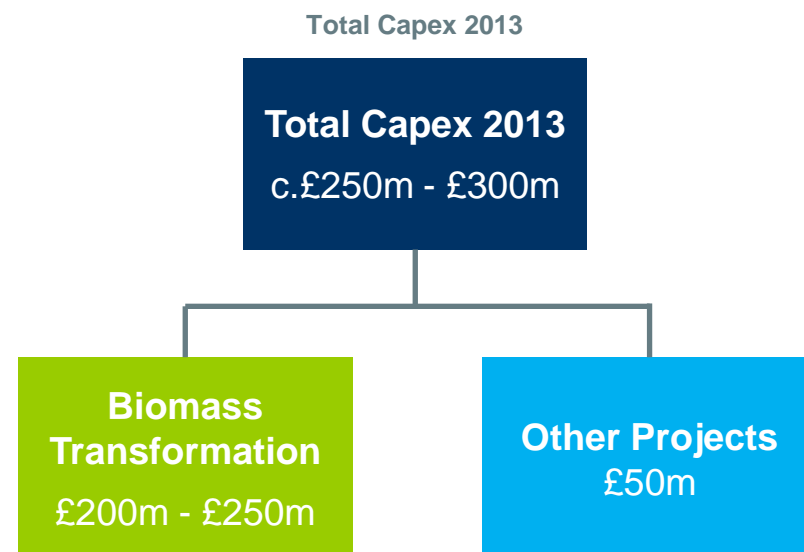 Total Capex 2013
Total Capex 2013
c.£250m - £300m
Biomass
Transformation
£200m - £250m
Other Projects
£50m